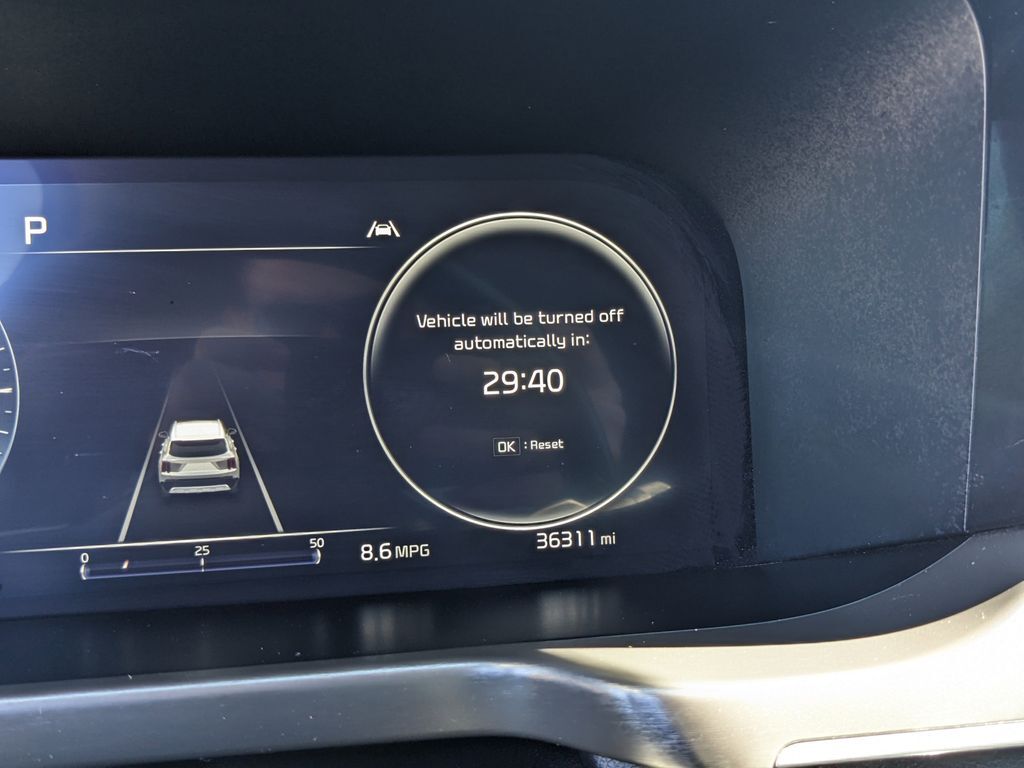 P
Vehicle will be turned off
automatically in:
29:40
OK : Reset
0 25 50
8.6 MPG
36311 mi